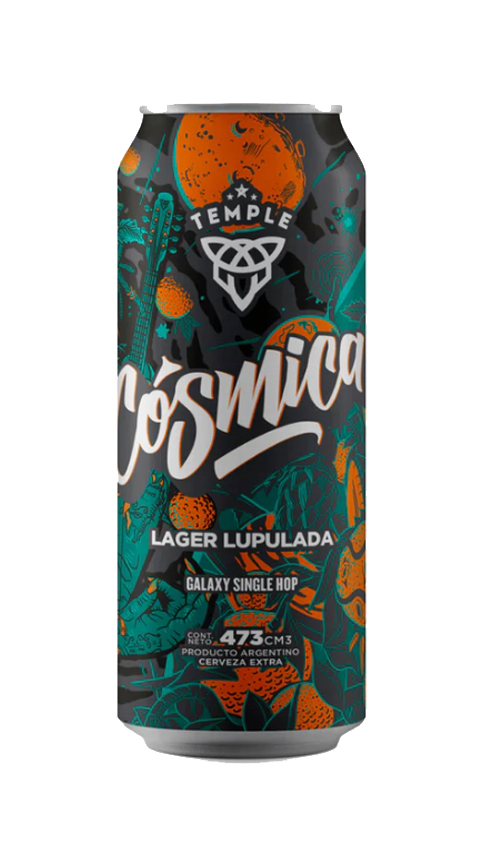 TEMPLE
Cósmica
LAGER LUPULADA
GALAXY SINGLE HOP
CONT. NETO 473CM3
PRODUCTO ARGENTINO
CERVEZA EXTRA